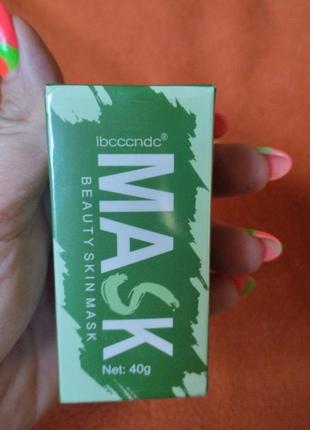 ibcccndc®
MASK
BEAUTY SKIN MASK
Net: 40g